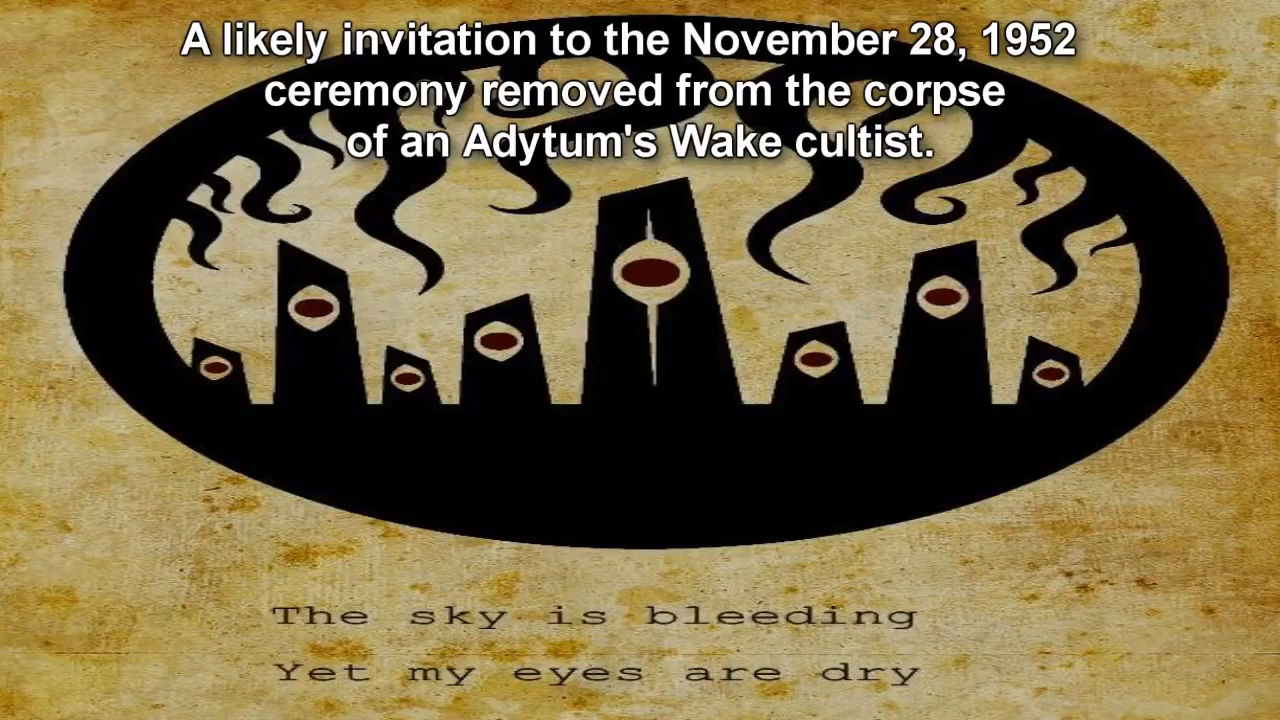 A likely invitation to the November 28, 1952
ceremony removed from the corpse
of an Adytum's Wake cultist.
The sky is bleeding
Yet my eyes are dry